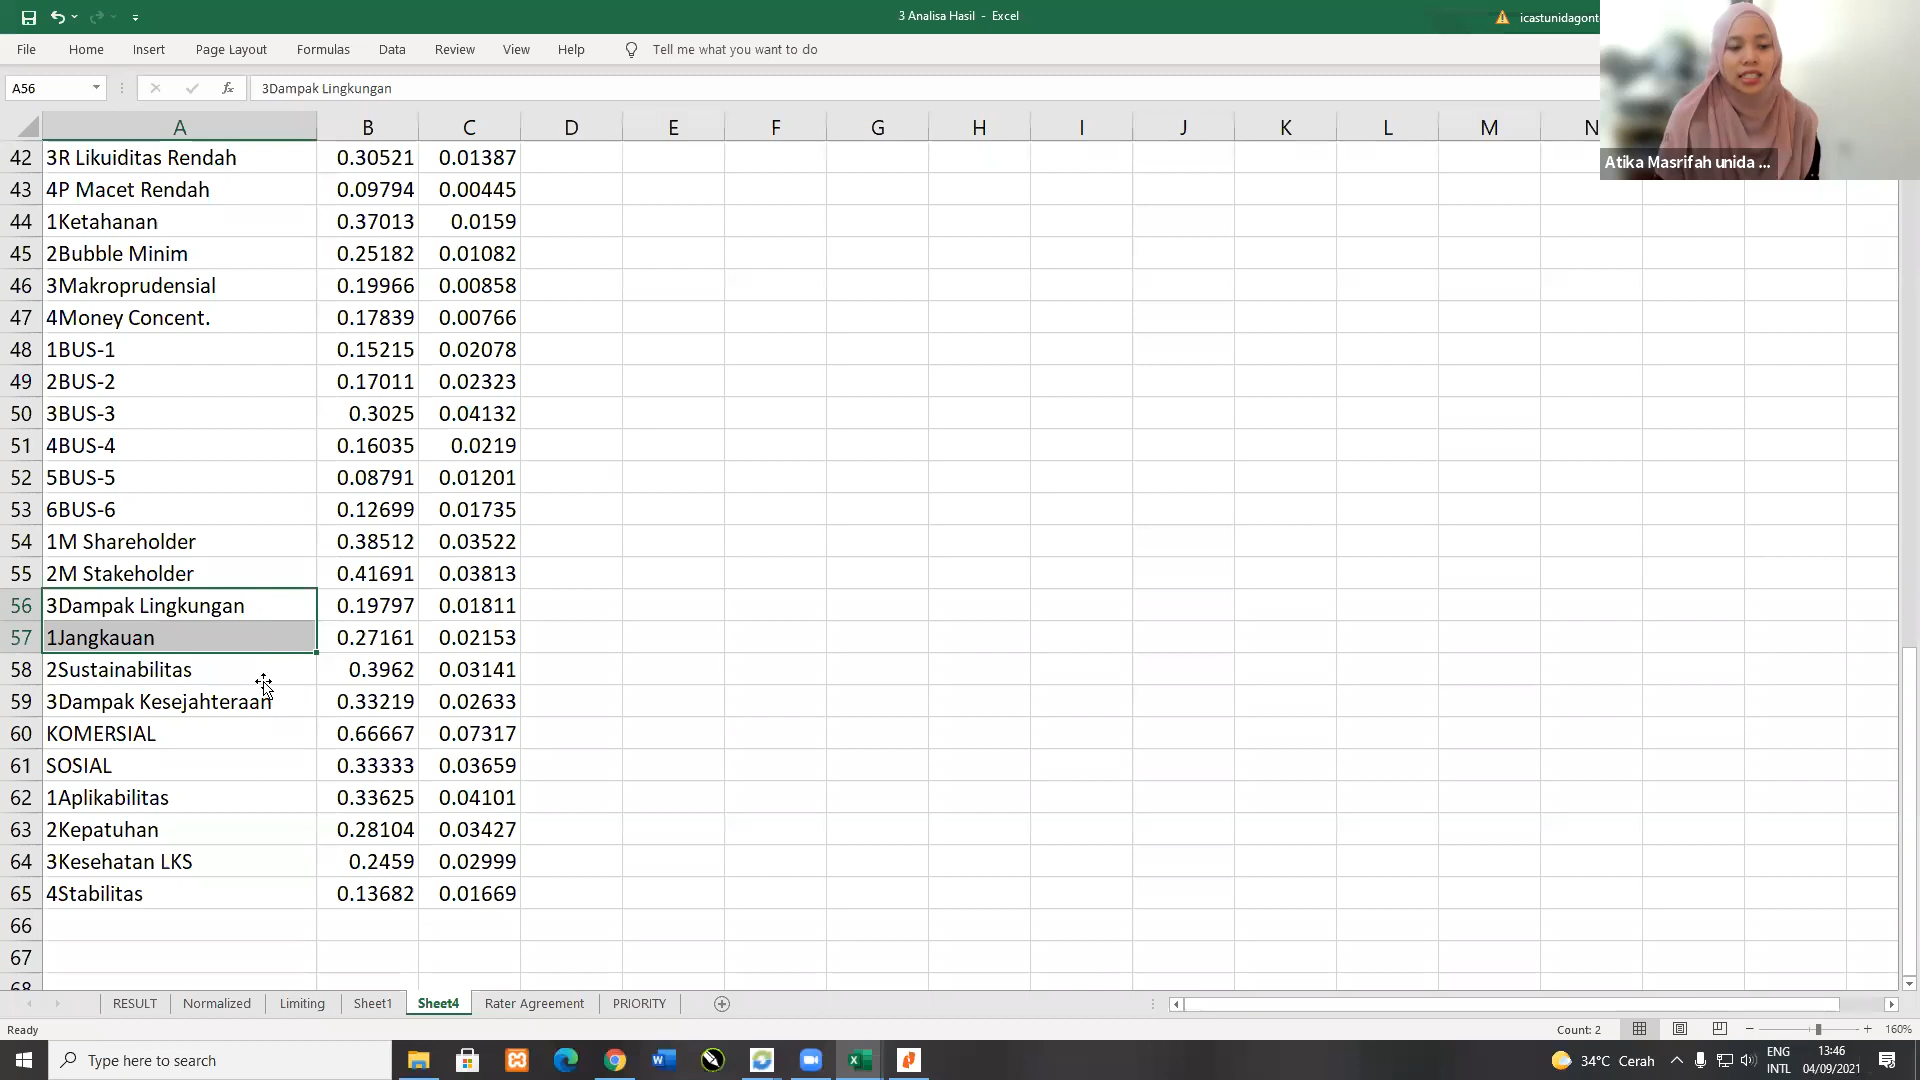 3 Analisa Hasil - Excel
icastunidagont
File Home Insert Page Layout Formulas Data Review View Help Tell me what you want to do
A56 fx 3Dampak Lingkungan
Atika Masrifah unida ...
A B C D E F G H I J K L M N
42 3R Likuiditas Rendah 0.30521 0.01387
43 4P Macet Rendah 0.09794 0.00445
44 1Ketahanan 0.37013 0.0159
45 2Bubble Minim 0.25182 0.01082
46 3Makroprudensial 0.19966 0.00858
47 4Money Concent. 0.17839 0.00766
48 1BUS-1 0.15215 0.02078
49 2BUS-2 0.17011 0.02323
50 3BUS-3 0.3025 0.04132
51 4BUS-4 0.16035 0.0219
52 5BUS-5 0.08791 0.01201
53 6BUS-6 0.12699 0.01735
54 1M Shareholder 0.38512 0.03522
55 2M Stakeholder 0.41691 0.03813
56 3Dampak Lingkungan 0.19797 0.01811
57 1Jangkauan 0.27161 0.02153
58 2Sustainabilitas 0.3962 0.03141
59 3Dampak Kesejahteraan 0.33219 0.02633
60 KOMERSIAL 0.66667 0.07317
61 SOSIAL 0.33333 0.03659
62 1Aplikabilitas 0.33625 0.04101
63 2Kepatuhan 0.28104 0.03427
64 3Kesehatan LKS 0.2459 0.02999
65 4Stabilitas 0.13682 0.01669
66
67
68
RESULT Normalized Limiting Sheet1 Sheet4 Rater Agreement PRIORITY
Ready Count: 2 160%
Type here to search 34°C Cerah ENG INTL 13:46 04/09/2021